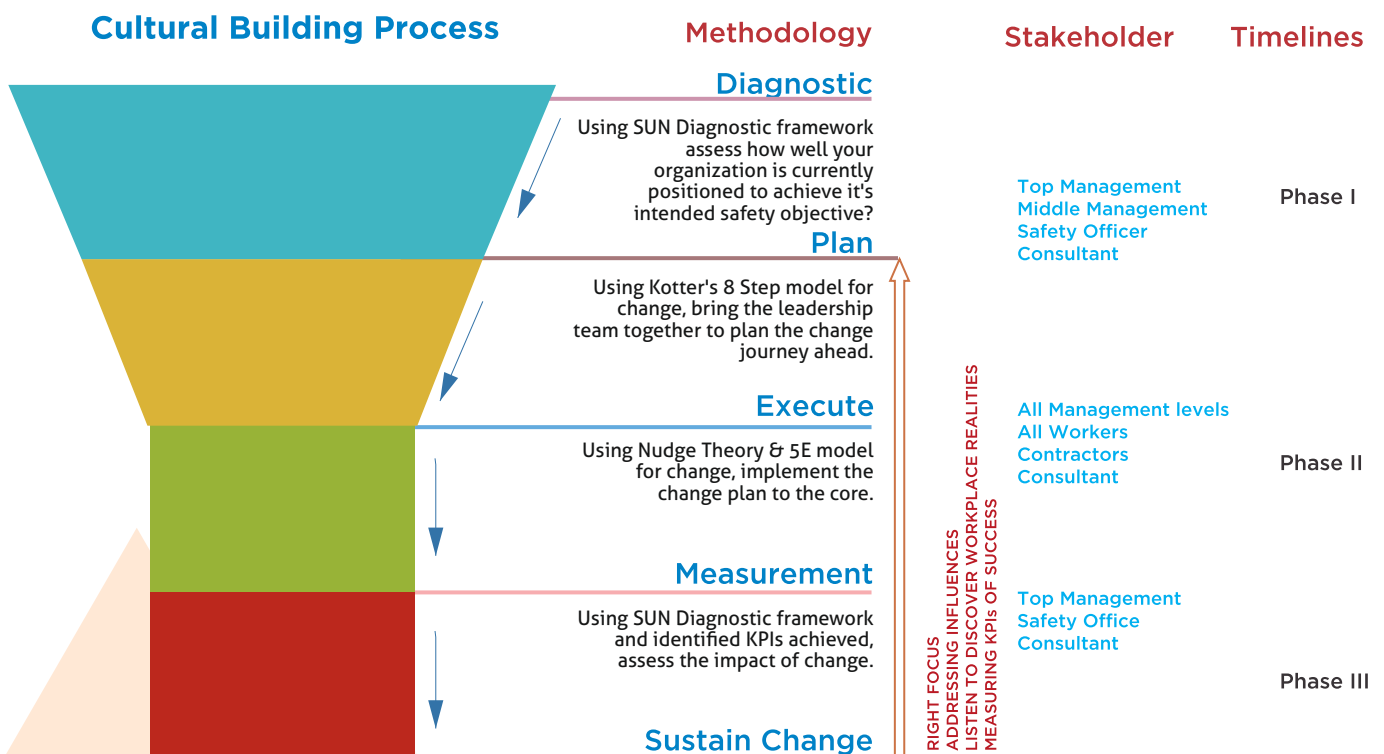 Cultural Building Process
Methodology
Stakeholder
Timelines
Diagnostic
Using SUN Diagnostic framework
assess how well your
organization is currently
positioned to achieve it's
intended safety objective?
Top Management
Middle Management
Safety Officer
Consultant
Phase I
Plan
Using Kotter's 8 Step model for
change, bring the leadership
team together to plan the change
journey ahead.
Execute
Using Nudge Theory & 5E model
for change, implement the
change plan to the core.
All Management levels
All Workers
Contractors
Consultant
Phase II
Measurement
Using SUN Diagnostic framework
and identified KPIs achieved,
assess the impact of change.
Top Management
Safety Office
Consultant
Phase III
Sustain Change
RIGHT FOCUS
ADDRESSING INFLUENCES
LISTEN TO DISCOVER WORKPLACE REALITIES
MEASURING KPIs OF SUCCESS